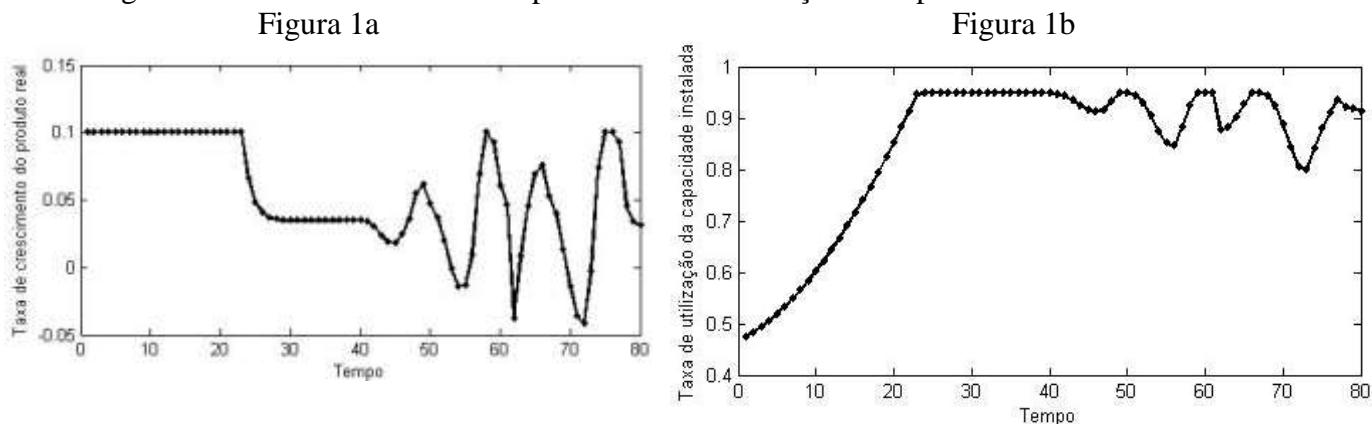 Figura 1a
Figura 1b
Taxa de crescimento do produto real
0.15
0.1
0.05
0
-0.05
0 10 20 30 40 50 60 70 80
Tempo
Taxa de utilização da capacidade instalada
1
0.9
0.8
0.7
0.6
0.5
0.4
0 10 20 30 40 50 60 70 80
Tempo